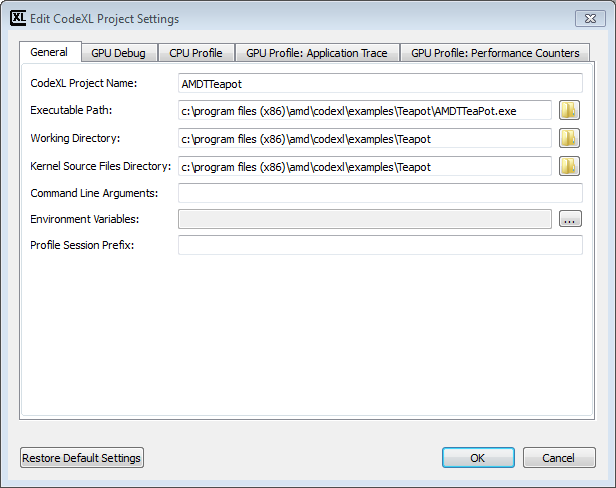 XL Edit CodeXL Project Settings
General GPU Debug CPU Profile GPU Profile: Application Trace GPU Profile: Performance Counters
CodeXL Project Name: AMDTTeapot
Executable Path: c:\program files (x86)\amd\codexl\examples\Teapot\AMDTTeaPot.exe
Working Directory: c:\program files (x86)\amd\codexl\examples\Teapot
Kernel Source Files Directory: c:\program files (x86)\amd\codexl\examples\Teapot
Command Line Arguments:
Environment Variables: ...
Profile Session Prefix:
Restore Default Settings OK Cancel